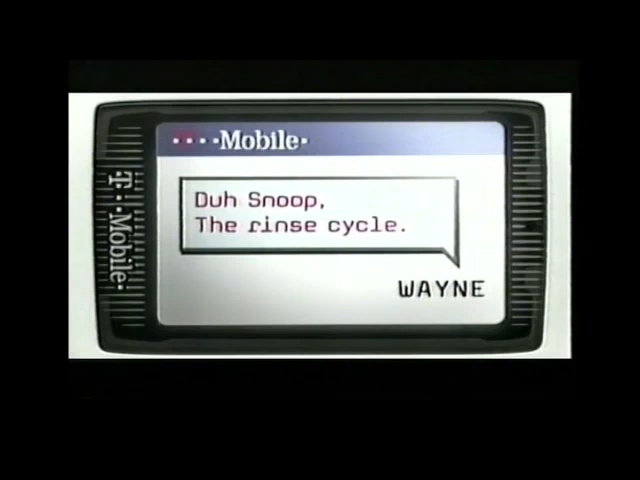 T··Mobile·
····Mobile·
Duh Snoop,
The rinse cycle.
WAYNE